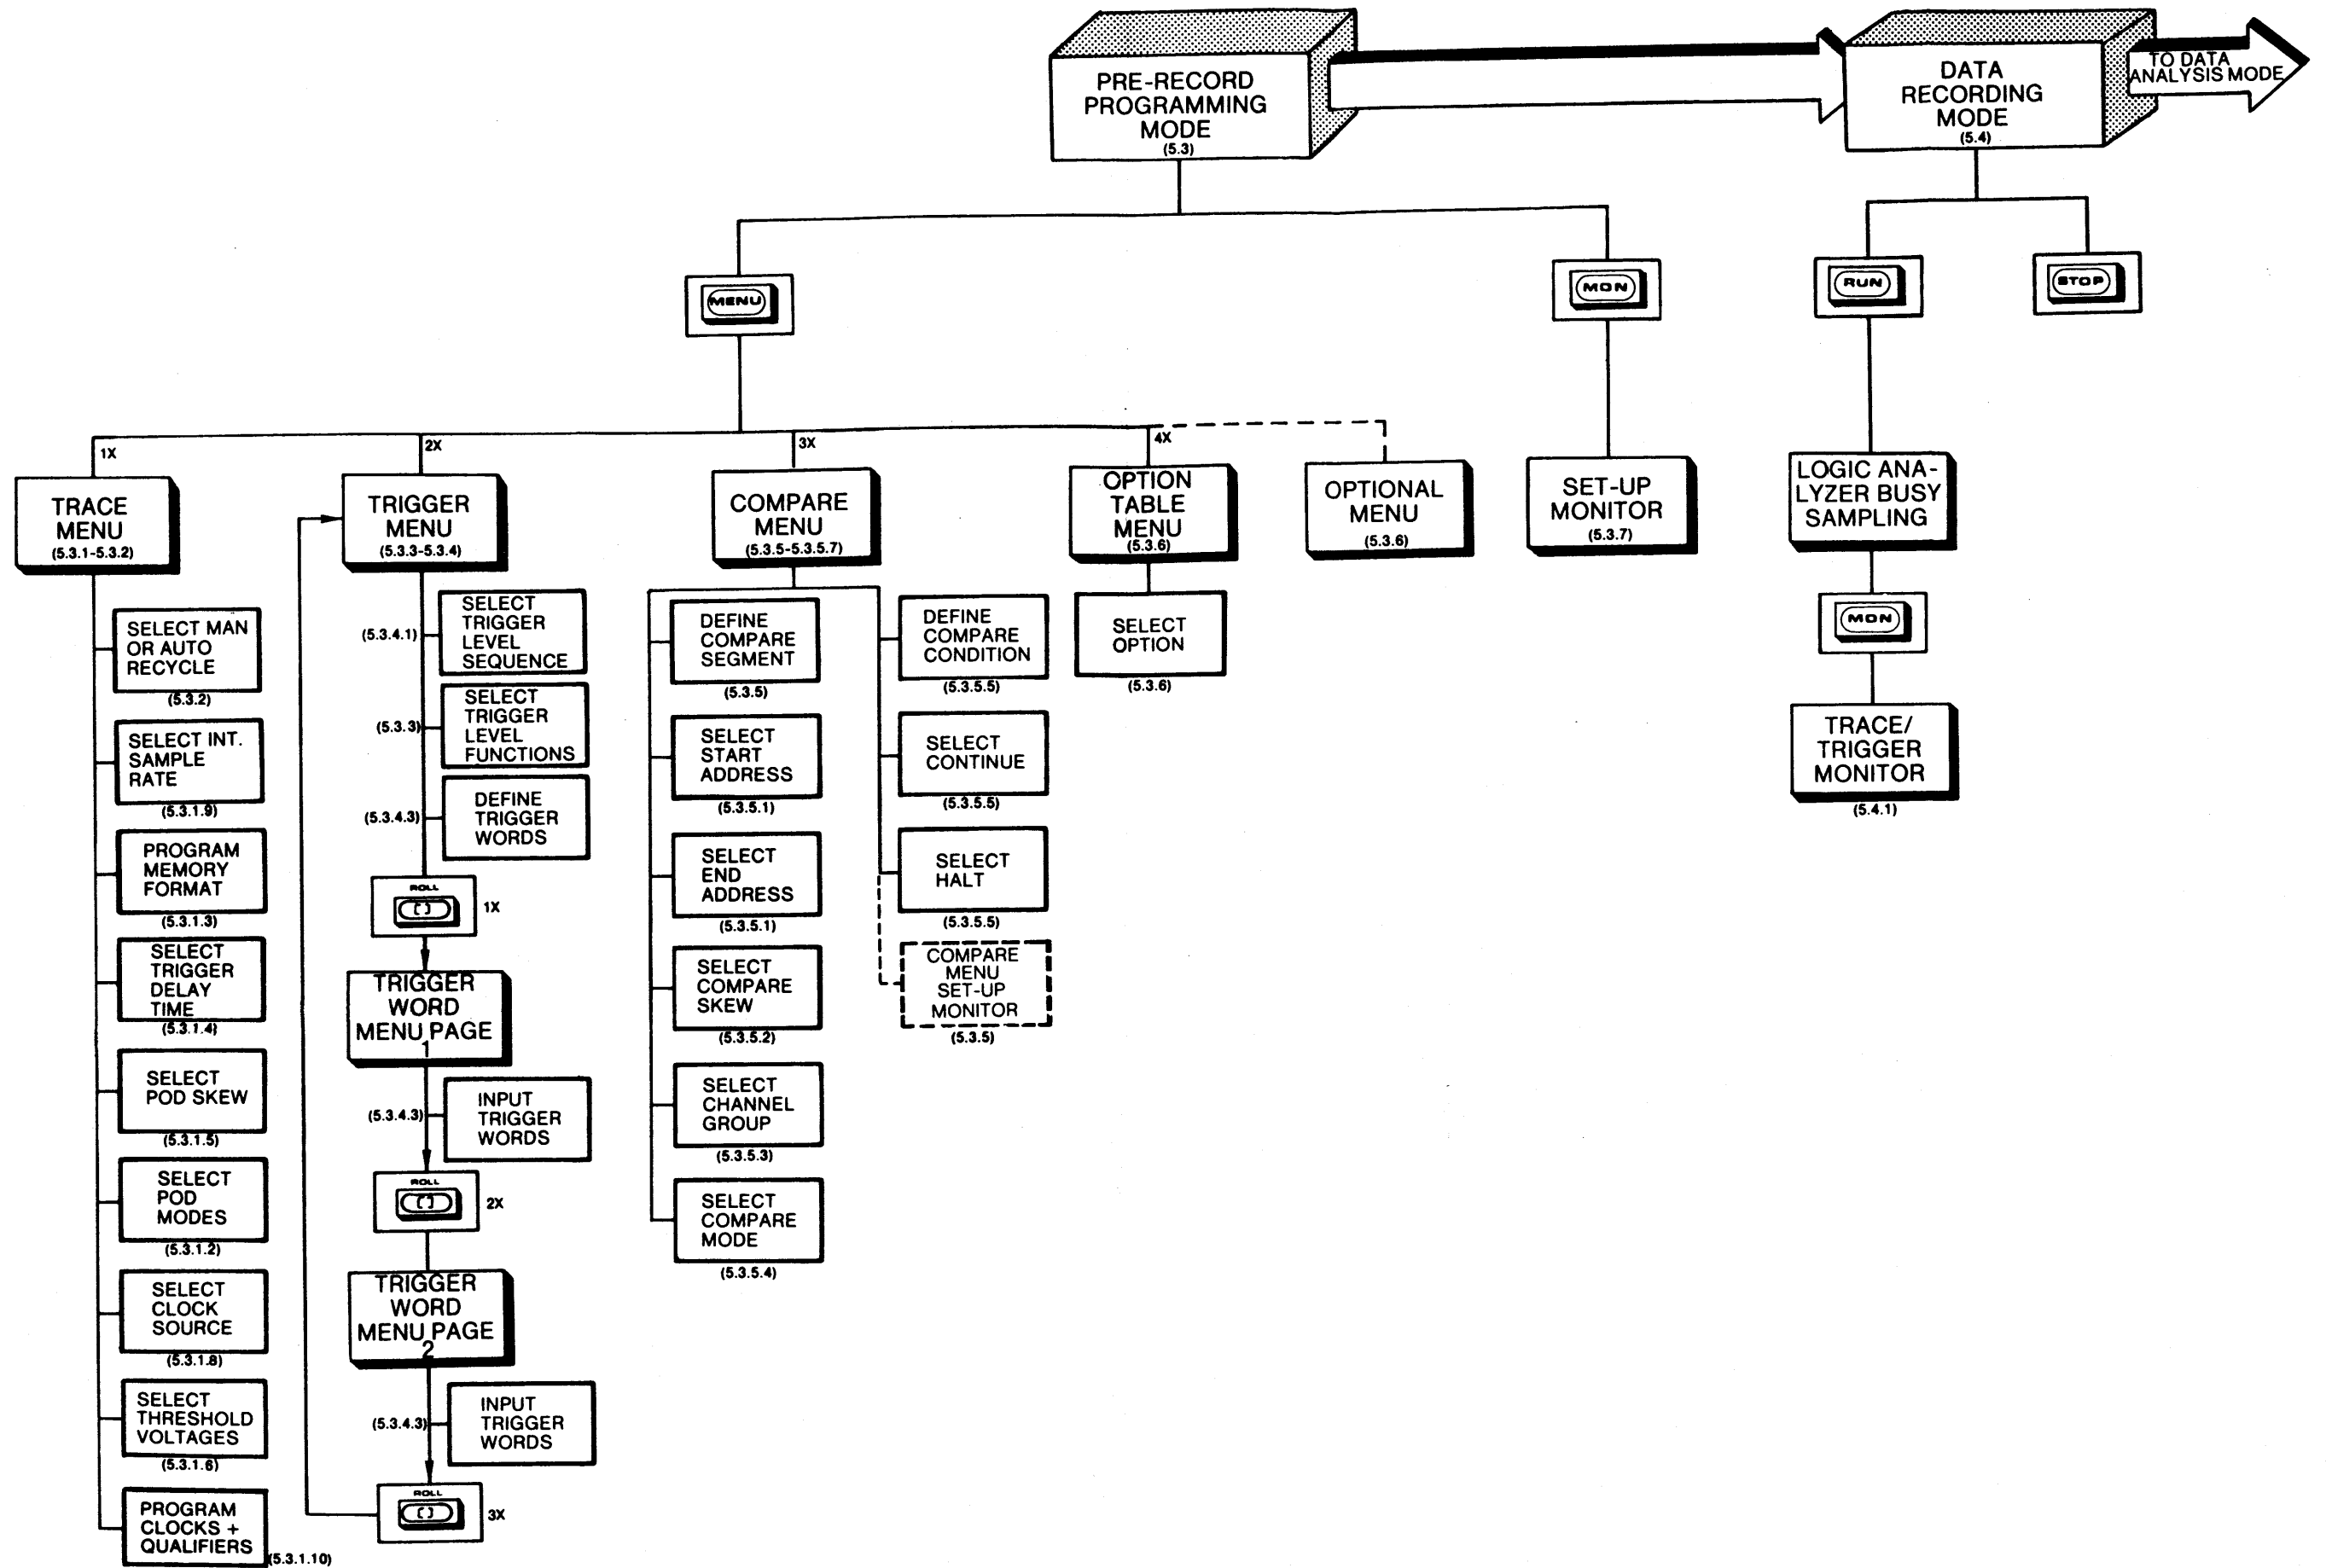 PRE-RECORD
PROGRAMMING
MODE
(5.3)
DATA
RECORDING
MODE
(5.4)
TO DATA
ANALYSIS MODE
MENU
MON
RUN
STOP
1X
2X
3X
4X
TRACE
MENU
(5.3.1-5.3.2)
SELECT MAN
OR AUTO
RECYCLE
(5.3.2)
SELECT INT.
SAMPLE
RATE
(5.3.1.9)
PROGRAM
MEMORY
FORMAT
(5.3.1.3)
SELECT
TRIGGER
DELAY
TIME
(5.3.1.4)
SELECT
POD SKEW
(5.3.1.5)
SELECT
POD
MODES
(5.3.1.2)
SELECT
CLOCK
SOURCE
(5.3.1.8)
SELECT
THRESHOLD
VOLTAGES
(5.3.1.6)
PROGRAM
CLOCKS +
QUALIFIERS
(5.3.1.10)
TRIGGER
MENU
(5.3.3-5.3.4)
(5.3.4.1)
SELECT
TRIGGER
LEVEL
SEQUENCE
(5.3.3)
SELECT
TRIGGER
LEVEL
FUNCTIONS
(5.3.4.3)
DEFINE
TRIGGER
WORDS
ROLL
[ ]
1X
TRIGGER
WORD
MENU PAGE
1
(5.3.4.3)
INPUT
TRIGGER
WORDS
ROLL
[ ]
2X
TRIGGER
WORD
MENU PAGE
2
(5.3.4.3)
INPUT
TRIGGER
WORDS
ROLL
[ ]
3X
COMPARE
MENU
(5.3.5-5.3.5.7)
DEFINE
COMPARE
SEGMENT
(5.3.5)
SELECT
START
ADDRESS
(5.3.5.1)
SELECT
END
ADDRESS
(5.3.5.1)
SELECT
COMPARE
SKEW
(5.3.5.2)
SELECT
CHANNEL
GROUP
(5.3.5.3)
SELECT
COMPARE
MODE
(5.3.5.4)
DEFINE
COMPARE
CONDITION
(5.3.5.5)
SELECT
CONTINUE
(5.3.5.5)
SELECT
HALT
(5.3.5.5)
COMPARE
MENU
SET-UP
MONITOR
(5.3.5)
OPTION
TABLE
MENU
(5.3.6)
SELECT
OPTION
(5.3.6)
OPTIONAL
MENU
(5.3.6)
SET-UP
MONITOR
(5.3.7)
LOGIC ANA-
LYZER BUSY
SAMPLING
MON
TRACE/
TRIGGER
MONITOR
(5.4.1)